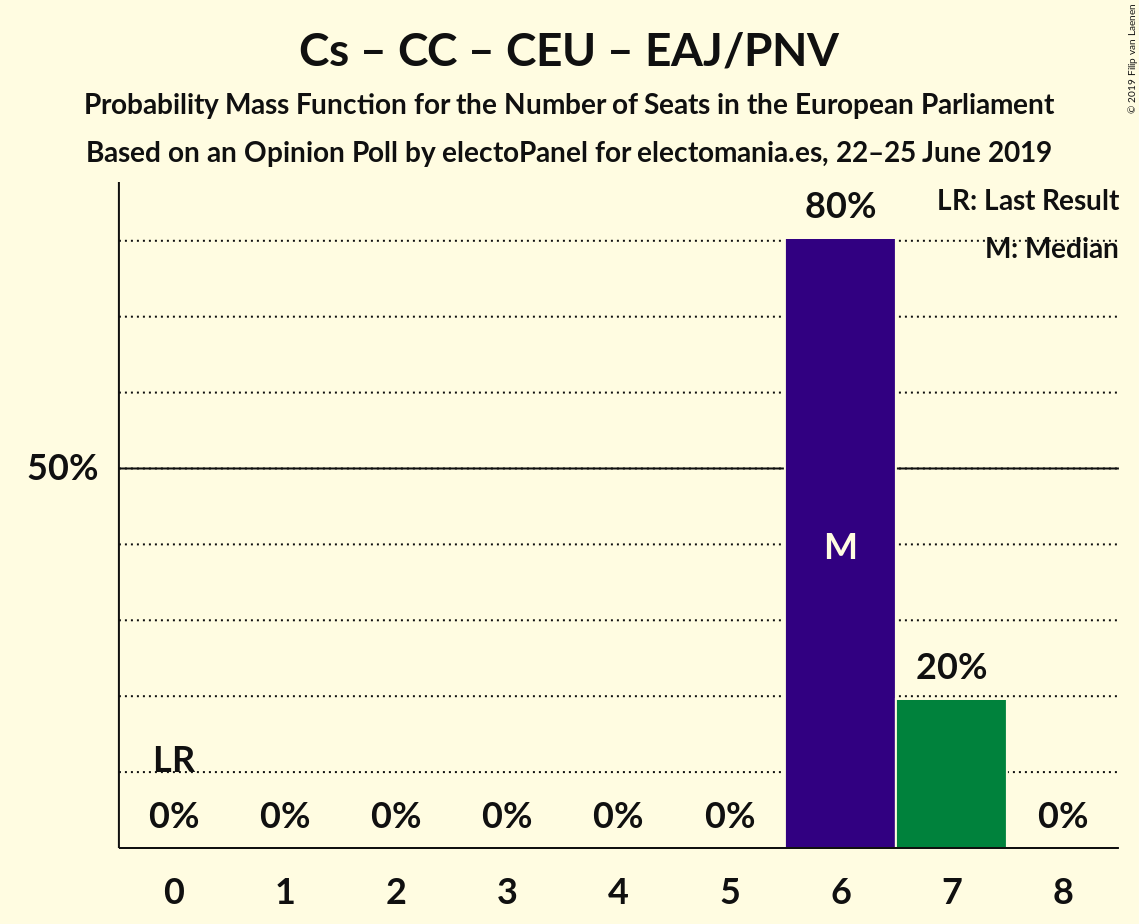 Cs – CC – CEU – EAJ/PNV
Probability Mass Function for the Number of Seats in the European Parliament
Based on an Opinion Poll by electoPanel for electomania.es, 22–25 June 2019
© 2019 Filip van Laenen
LR: Last Result
M: Median
80%
50%
M
20%
LR
0% 0% 0% 0% 0% 0% 0%
0 1 2 3 4 5 6 7 8